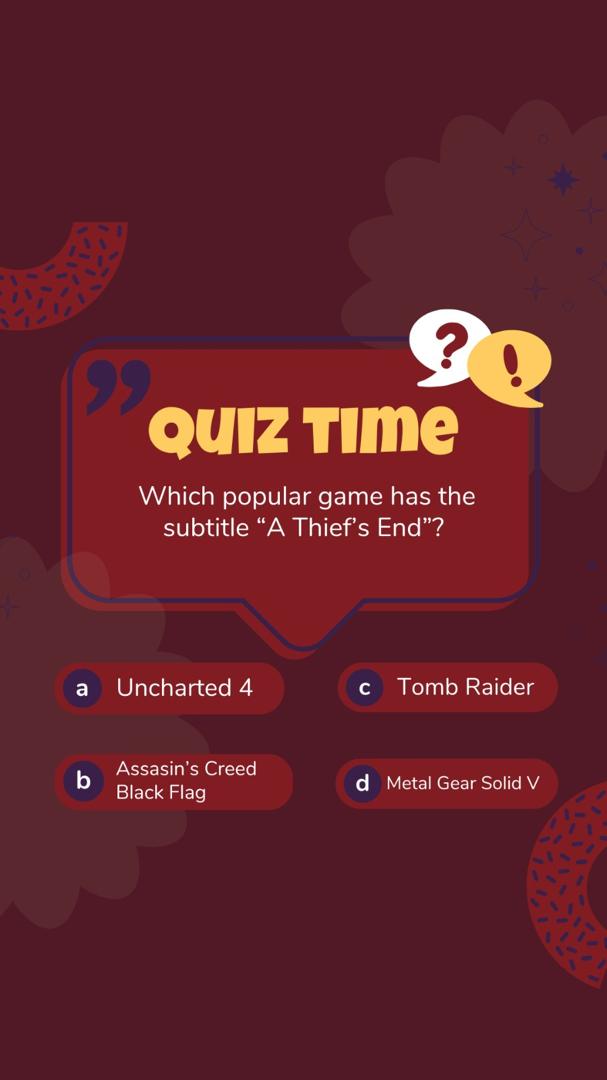 ?
!
QUIZ TIME
Which popular game has the
subtitle “A Thief’s End”?
a Uncharted 4
c Tomb Raider
b Assasin’s Creed
Black Flag
d Metal Gear Solid V